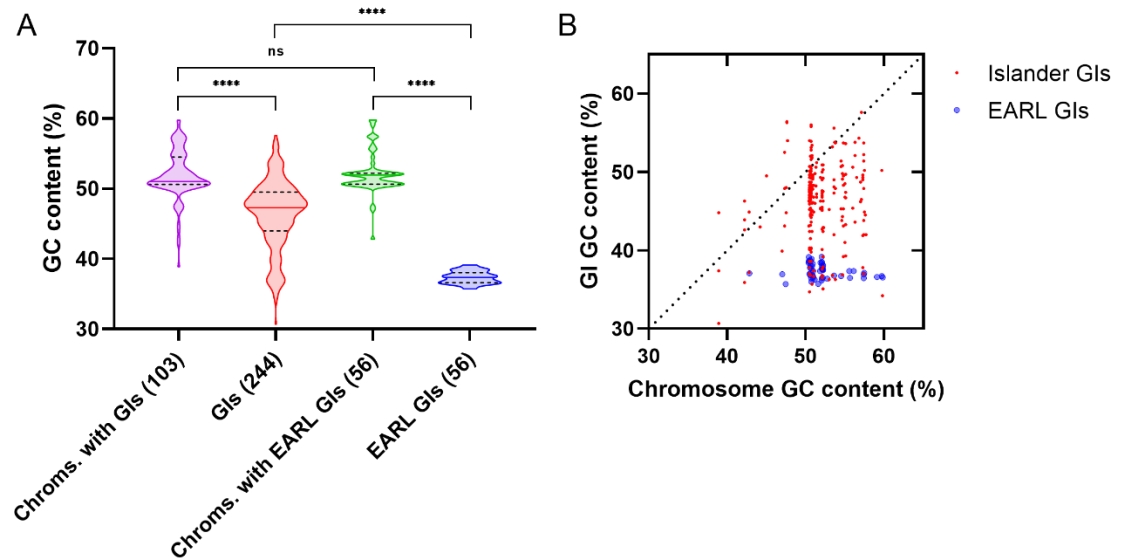 A
****
ns
****
****
70
60
50
40
30
GC content (%)
Chroms. with GIs (103)
GIs (244)
Chroms. with EARL GIs (56)
EARL GIs (56)
B
60
50
40
30
GI GC content (%)
30
40
50
60
Chromosome GC content (%)
Islander GIs
EARL GIs